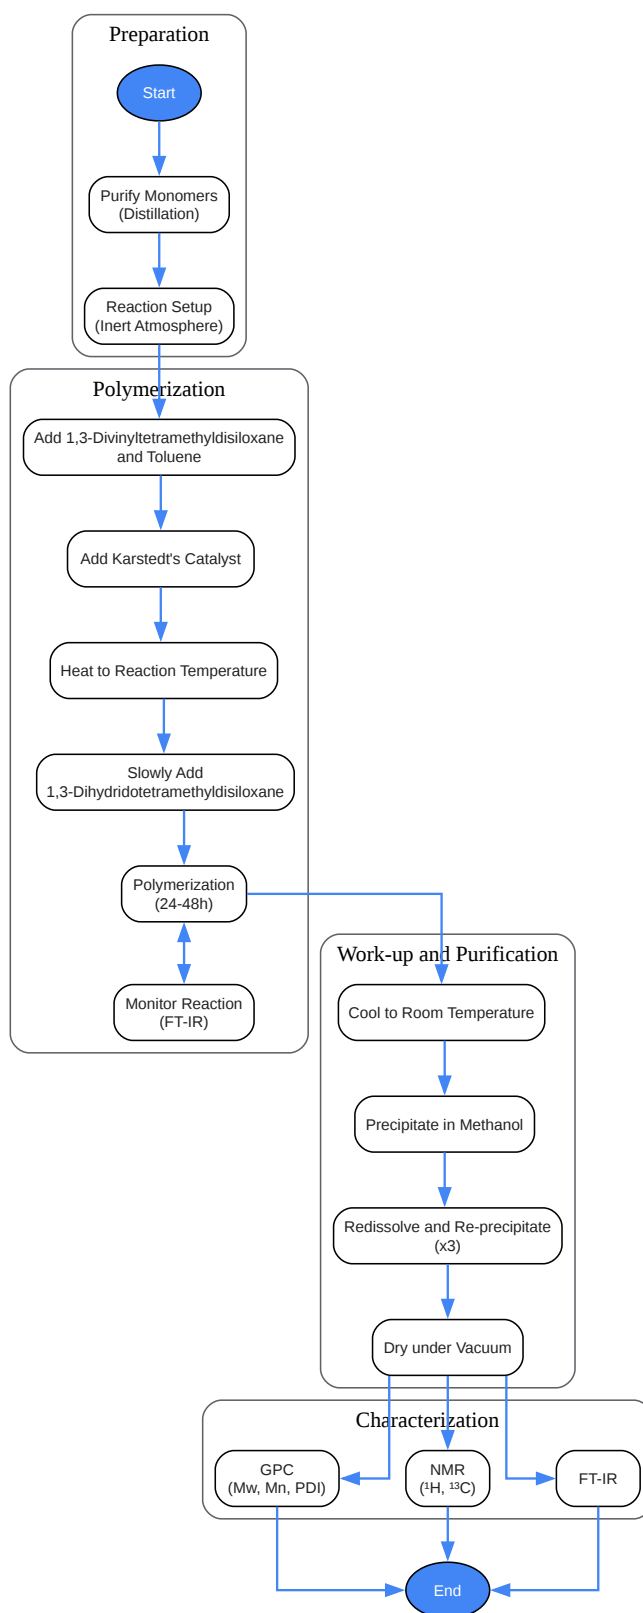 Preparation
Start
Purify Monomers
(Distillation)
Reaction Setup
(Inert Atmosphere)
Polymerization
Add 1,3-Divinyltetramethyldisiloxane
and Toluene
Add Karstedt's Catalyst
Heat to Reaction Temperature
Slowly Add
1,3-Dihydridotetramethyldisiloxane
Polymerization
(24-48h)
Monitor Reaction
(FT-IR)
Work-up and Purification
Cool to Room Temperature
Precipitate in Methanol
Redissolve and Re-precipitate
(x3)
Dry under Vacuum
Characterization
GPC
(Mw, Mn, PDI)
NMR
(¹H, ¹³C)
FT-IR
End